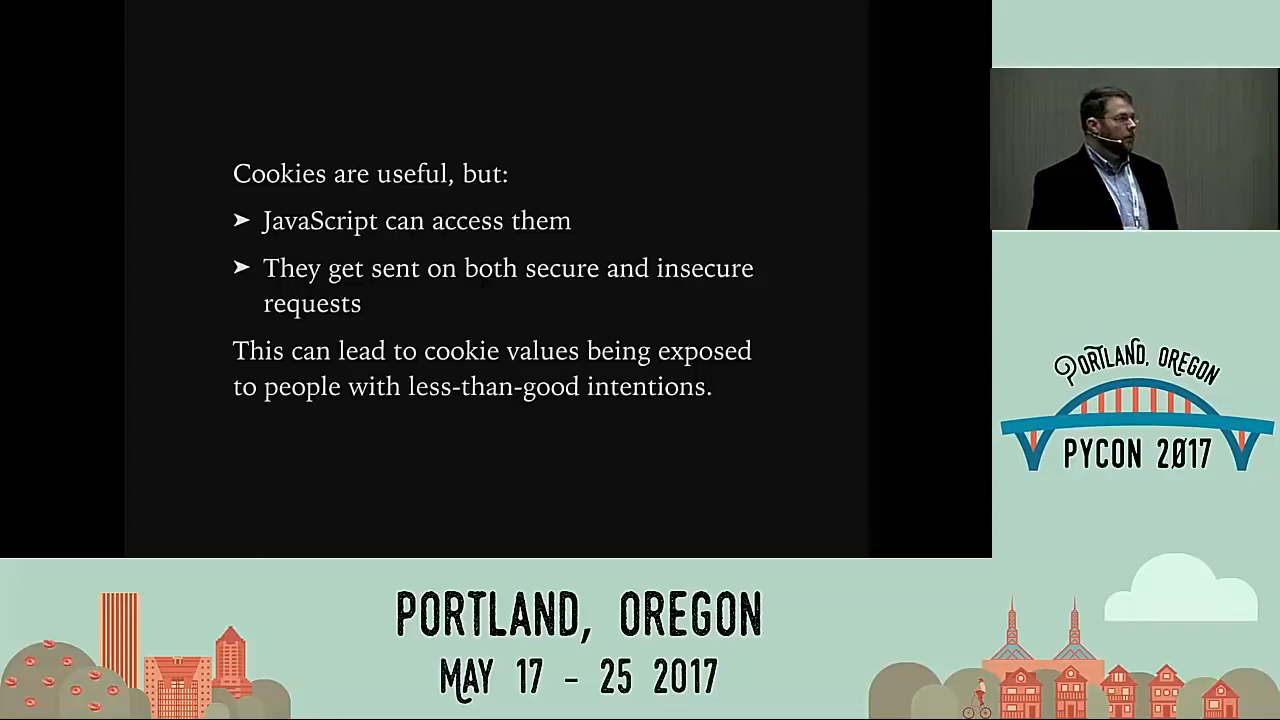 Cookies are useful, but:
➤ JavaScript can access them
➤ They get sent on both secure and insecure
requests
This can lead to cookie values being exposed
to people with less-than-good intentions.
PORTLAND, OREGON
PYCON 2017
PORTLAND, OREGON
MAY 17 - 25 2017